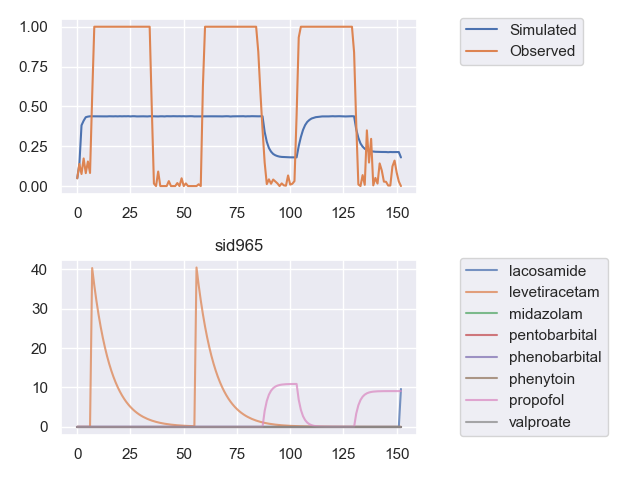 1.00
0.75
0.50
0.25
0.00
0 25 50 75 100 125 150
Simulated
Observed
sid965
40
30
20
10
0
0 25 50 75 100 125 150
lacosamide
levetiracetam
midazolam
pentobarbital
phenobarbital
phenytoin
propofol
valproate